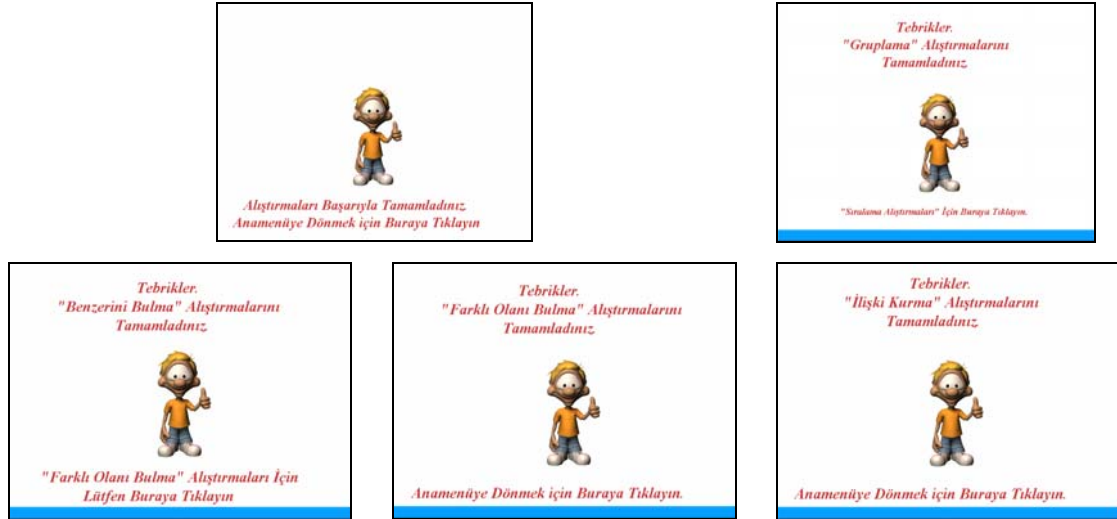 Alıştırmaları Başarıyla Tamamladınız.
Anamenüye Dönmek için Buraya Tıklayın
Tebrikler.
"Gruplama" Alıştırmalarını
Tamamladınız.
"Sıralama Alıştırmaları" İçin Buraya Tıklayın.
Tebrikler.
"Benzerini Bulma" Alıştırmalarını
Tamamladınız.
"Farklı Olanı Bulma" Alıştırmaları İçin
Lütfen Buraya Tıklayın
Tebrikler.
"Farklı Olanı Bulma" Alıştırmalarını
Tamamladınız.
Anamenüye Dönmek için Buraya Tıklayın.
Tebrikler.
"İlişki Kurma" Alıştırmalarını
Tamamladınız.
Anamenüye Dönmek için Buraya Tıklayın.